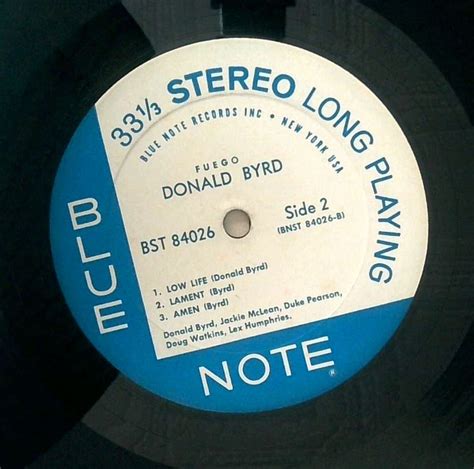 33⅓ STEREO LONG PLAYING
BLUE NOTE RECORDS INC • NEW YORK USA
FUEGO
DONALD BYRD
BST 84026
Side 2
(BNST 84026-B)
1. LOW LIFE (Donald Byrd)
2. LAMENT (Byrd)
3. AMEN (Byrd)
Donald Byrd, Jackie McLean, Duke Pearson,
Doug Watkins, Lex Humphries.
BLUE
NOTE®